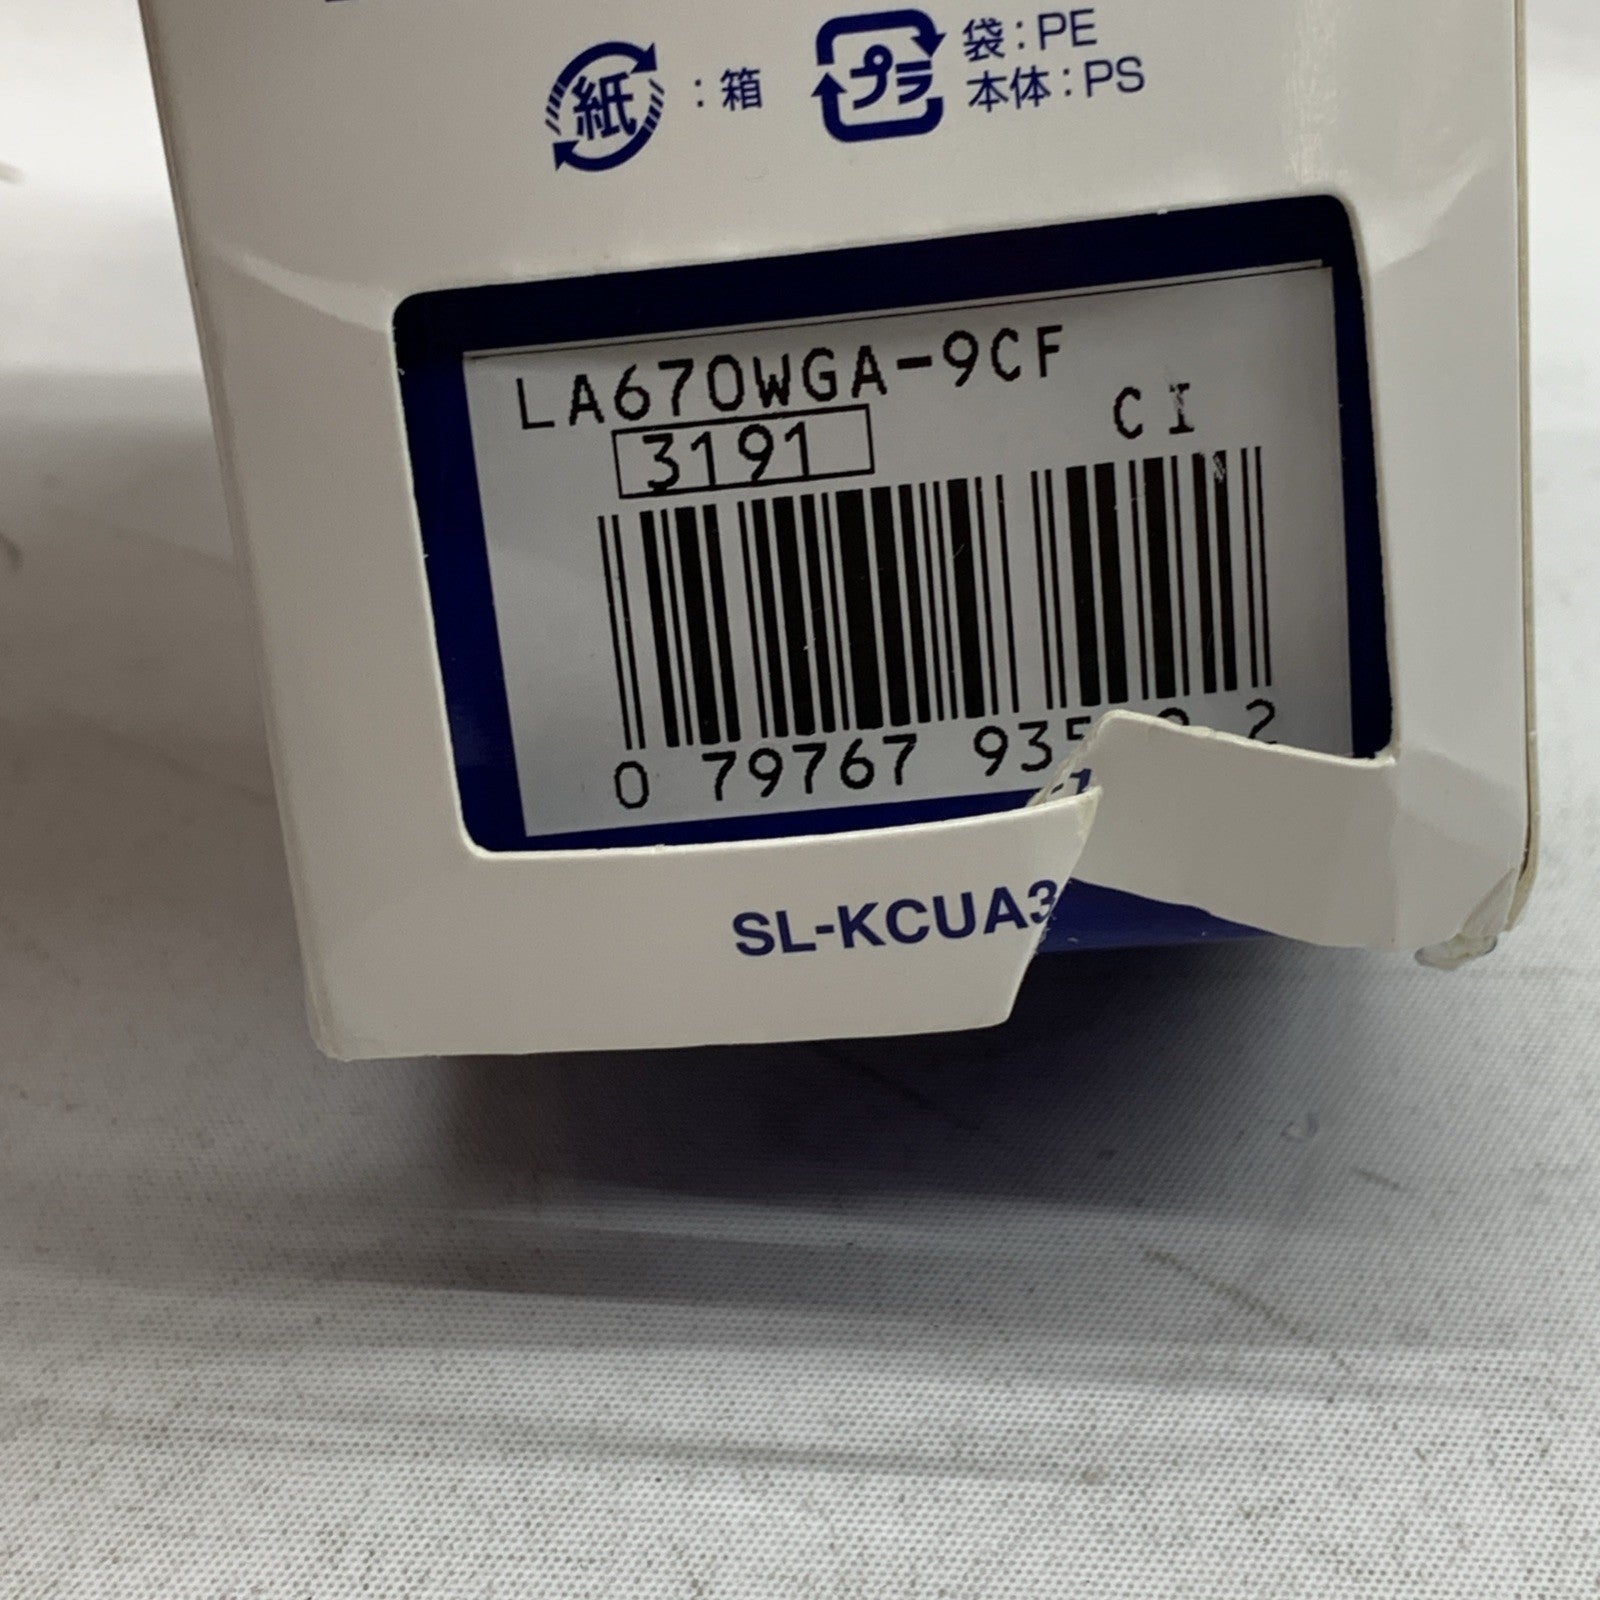 紙 : 箱
プラ 袋 : PE
本体 : PS
LA670WGA-9CF
3191
CI
0 79767 935 2
SL-KCUA3